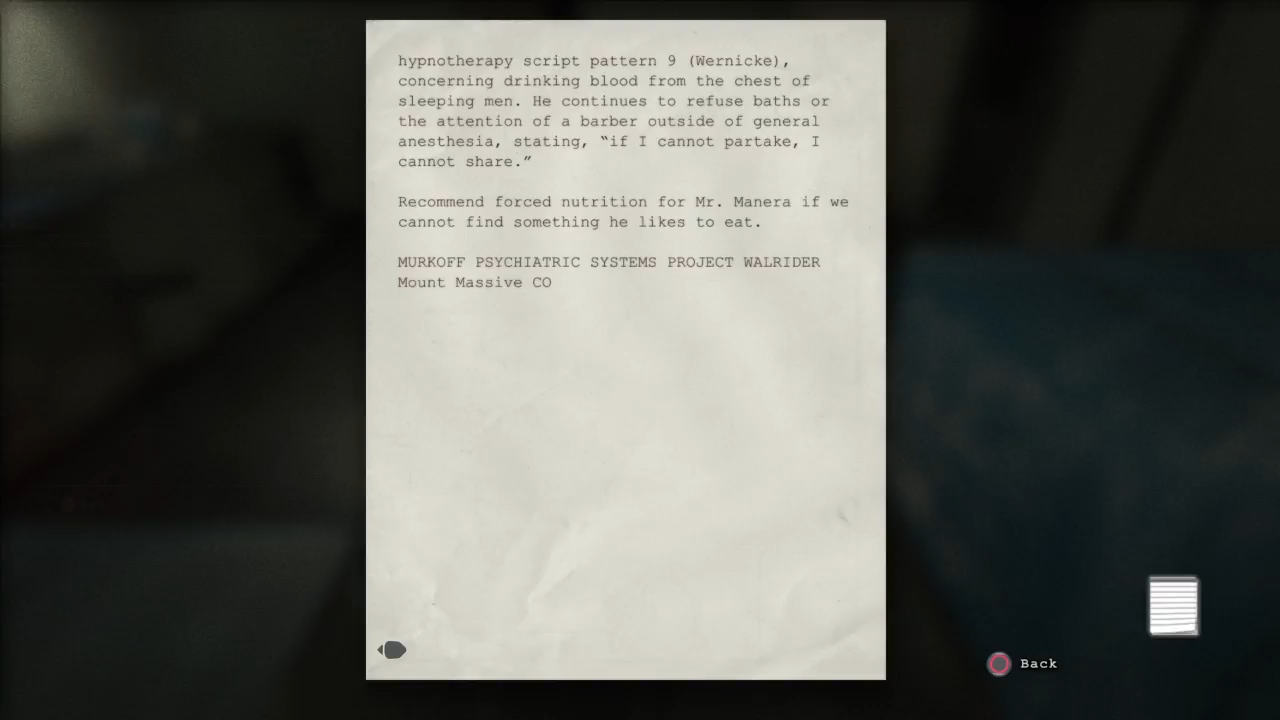 hypnotherapy script pattern 9 (Wernicke),
concerning drinking blood from the chest of
sleeping men. He continues to refuse baths or
the attention of a barber outside of general
anesthesia, stating, “if I cannot partake, I
cannot share.”
Recommend forced nutrition for Mr. Manera if we
cannot find something he likes to eat.
MURKOFF PSYCHIATRIC SYSTEMS PROJECT WALRIDER
Mount Massive CO
Back